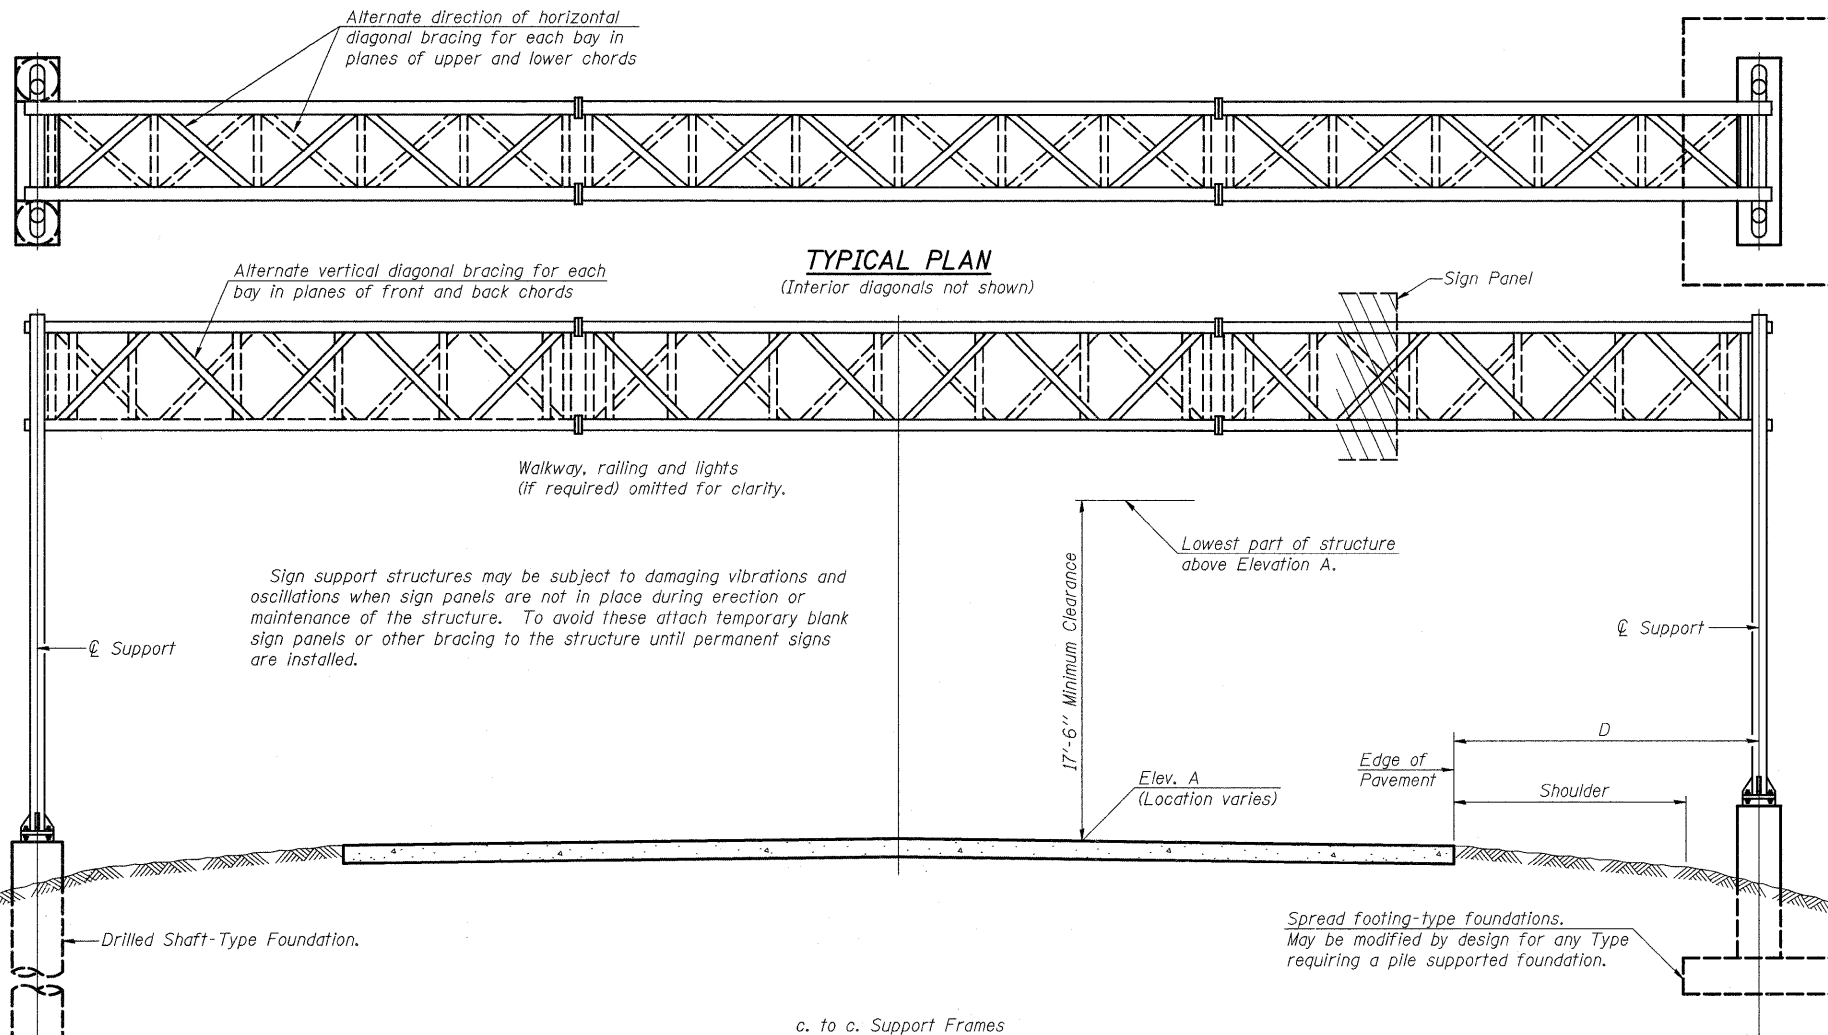 Alternate direction of horizontal
diagonal bracing for each bay in
planes of upper and lower chords
TYPICAL PLAN
(Interior diagonals not shown)
Alternate vertical diagonal bracing for each
bay in planes of front and back chords
Sign Panel
Walkway, railing and lights
(if required) omitted for clarity.
Lowest part of structure
above Elevation A.
17'-6" Minimum Clearance
Sign support structures may be subject to damaging vibrations and
oscillations when sign panels are not in place during erection or
maintenance of the structure. To avoid these attach temporary blank
sign panels or other bracing to the structure until permanent signs
are installed.
℄ Support
℄ Support
D
Edge of
Pavement
Shoulder
Elev. A
(Location varies)
Drilled Shaft-Type Foundation.
Spread footing-type foundations.
May be modified by design for any Type
requiring a pile supported foundation.
c. to c. Support Frames